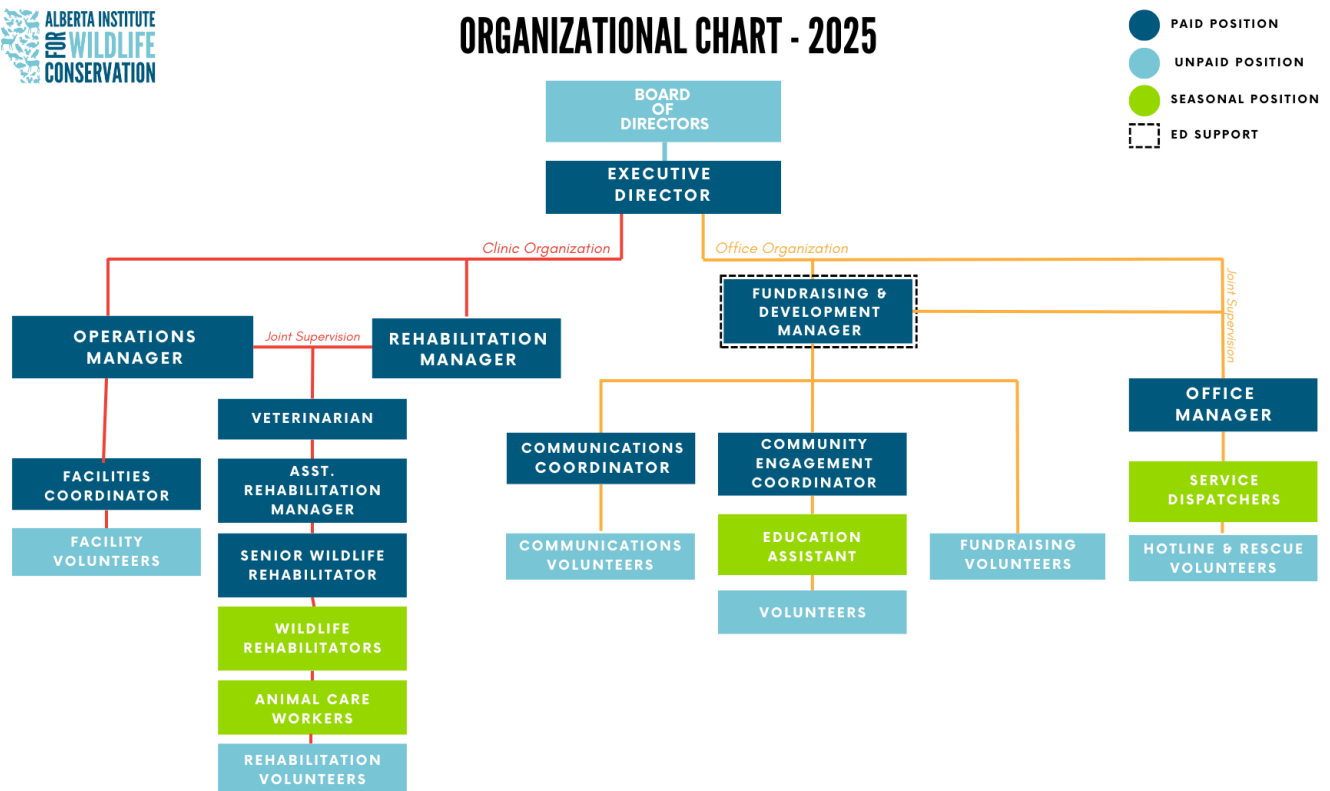 ALBERTA INSTITUTE
FOR WILDLIFE
CONSERVATION
ORGANIZATIONAL CHART - 2025
PAID POSITION
UNPAID POSITION
SEASONAL POSITION
ED SUPPORT
BOARD
OF
DIRECTORS
EXECUTIVE
DIRECTOR
Clinic Organization
Office Organization
OPERATIONS
MANAGER
Joint Supervision
REHABILITATION
MANAGER
FUNDRAISING &
DEVELOPMENT
MANAGER
Joint Supervision
OFFICE
MANAGER
VETERINARIAN
FACILITIES
COORDINATOR
ASST.
REHABILITATION
MANAGER
COMMUNICATIONS
COORDINATOR
COMMUNITY
ENGAGEMENT
COORDINATOR
SERVICE
DISPATCHERS
FACILITY
VOLUNTEERS
SENIOR WILDLIFE
REHABILITATOR
COMMUNICATIONS
VOLUNTEERS
EDUCATION
ASSISTANT
FUNDRAISING
VOLUNTEERS
HOTLINE & RESCUE
VOLUNTEERS
WILDLIFE
REHABILITATORS
VOLUNTEERS
ANIMAL CARE
WORKERS
REHABILITATION
VOLUNTEERS